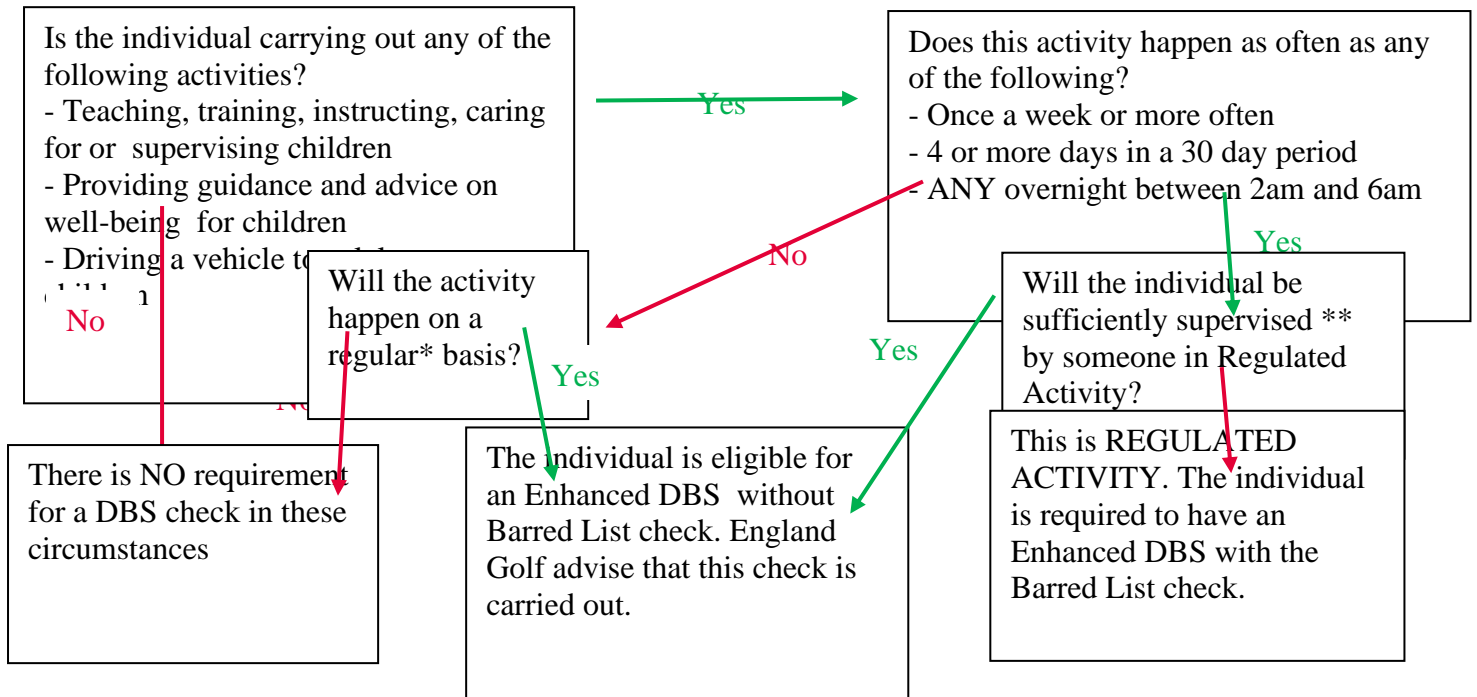 Is the individual carrying out any of the
following activities?
- Teaching, training, instructing, caring
for or supervising children
- Providing guidance and advice on
well-being for children
- Driving a vehicle
No
Yes
Does this activity happen as often as any
of the following?
- Once a week or more often
- 4 or more days in a 30 day period
- ANY overnight between 2am and 6am
No
Yes
Will the activity
happen on a
regular* basis?
Yes
Yes
Will the individual be
sufficiently supervised **
by someone in Regulated
Activity?
There is NO requirement
for a DBS check in these
circumstances
The individual is eligible for
an Enhanced DBS without
Barred List check. England
Golf advise that this check is
carried out.
This is REGULATED
ACTIVITY. The individual
is required to have an
Enhanced DBS with the
Barred List check.